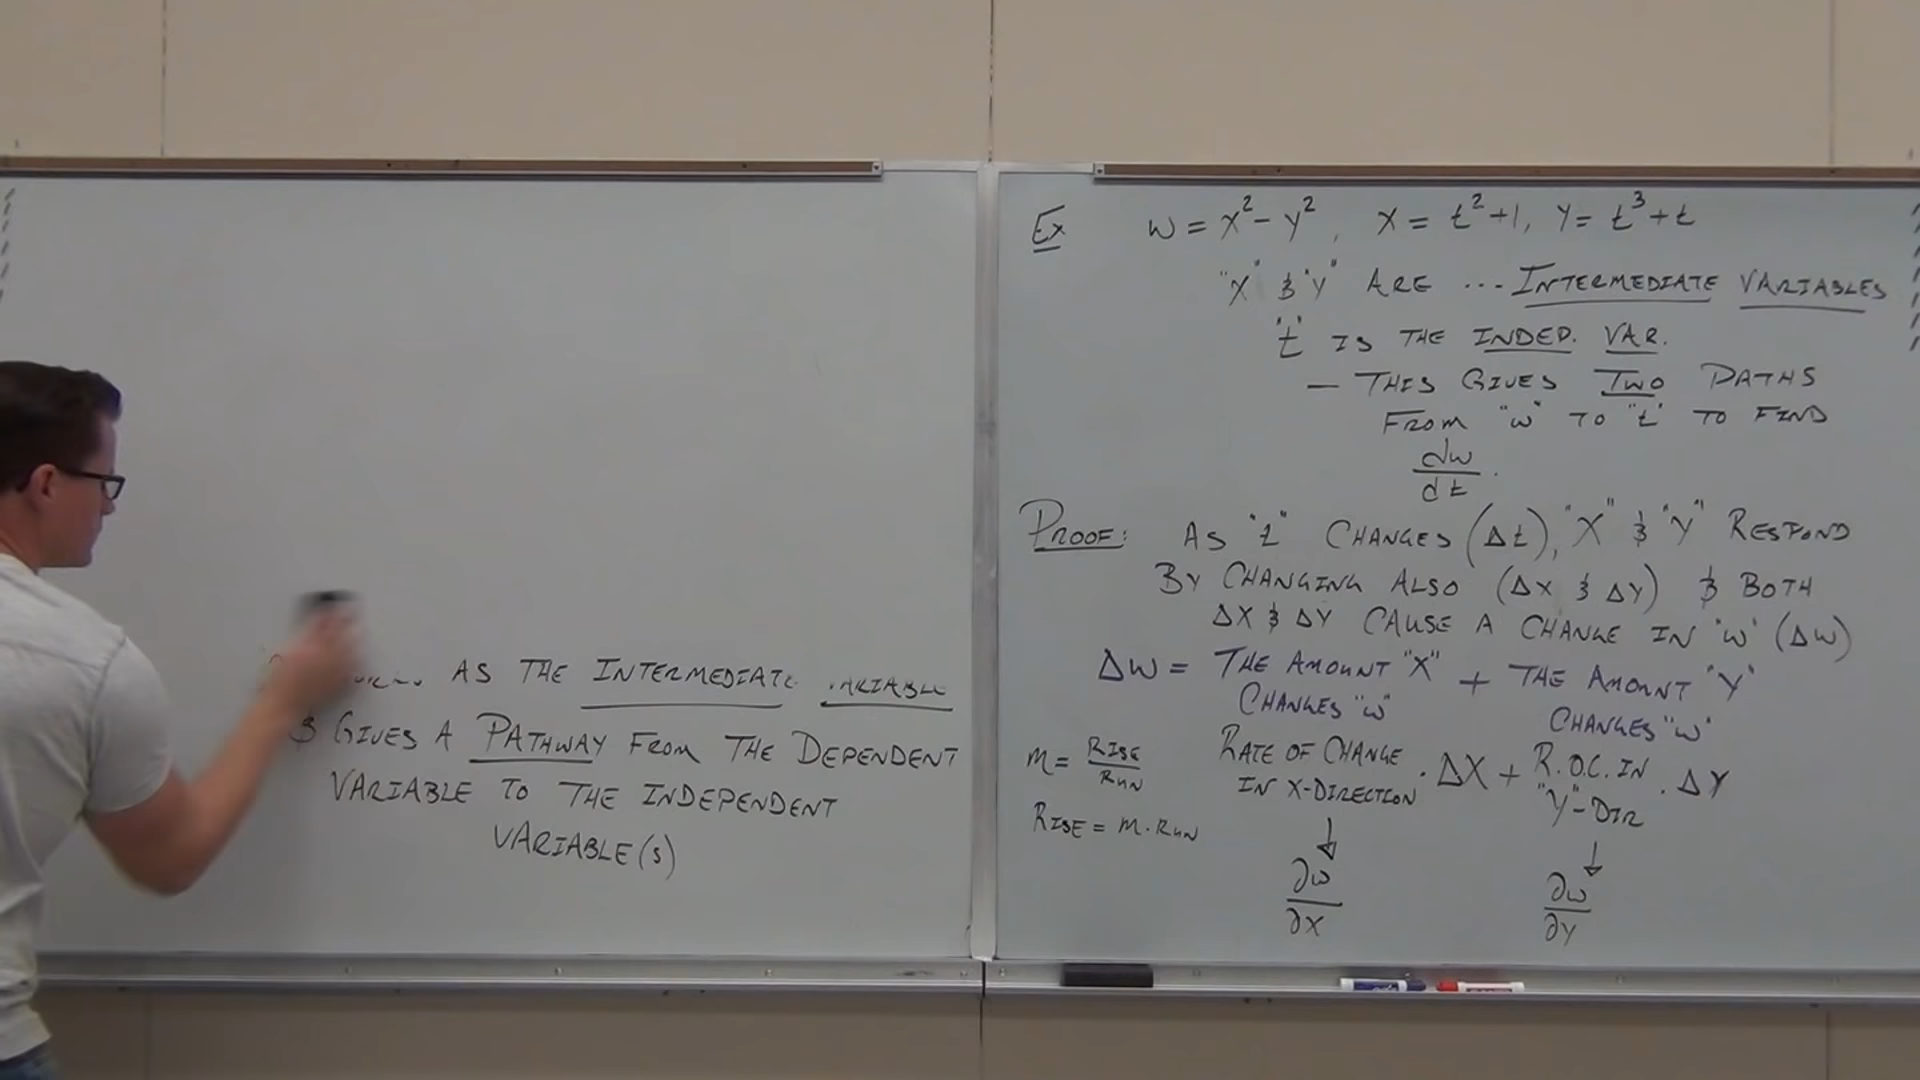 AS THE INTERMEDIATE VARIABLE
& GIVES A PATHWAY FROM THE DEPENDENT
VARIABLE TO THE INDEPENDENT
VARIABLE(S)
Ex w = x² - y², x = t² + 1, y = t³ + t
"X" & "Y" ARE ... INTERMEDIATE VARIABLES
"t" IS THE INDEP. VAR.
— THIS GIVES TWO PATHS
FROM "w" TO "t" TO FIND
dw/dt.
PROOF: AS "t" CHANGES (Δt), "X" & "Y" RESPOND
BY CHANGING ALSO (ΔX & ΔY) & BOTH
ΔX & ΔY CAUSE A CHANGE IN "w" (Δw)
Δw = THE AMOUNT "X" CHANGES "w" + THE AMOUNT "Y" CHANGES "w"
m = RISE/RUN RATE OF CHANGE IN X-DIRECTION · ΔX + R.O.C. IN "Y"-DIR · ΔY
RISE = m · RUN
↓ ↓
∂w/∂x ∂w/∂y